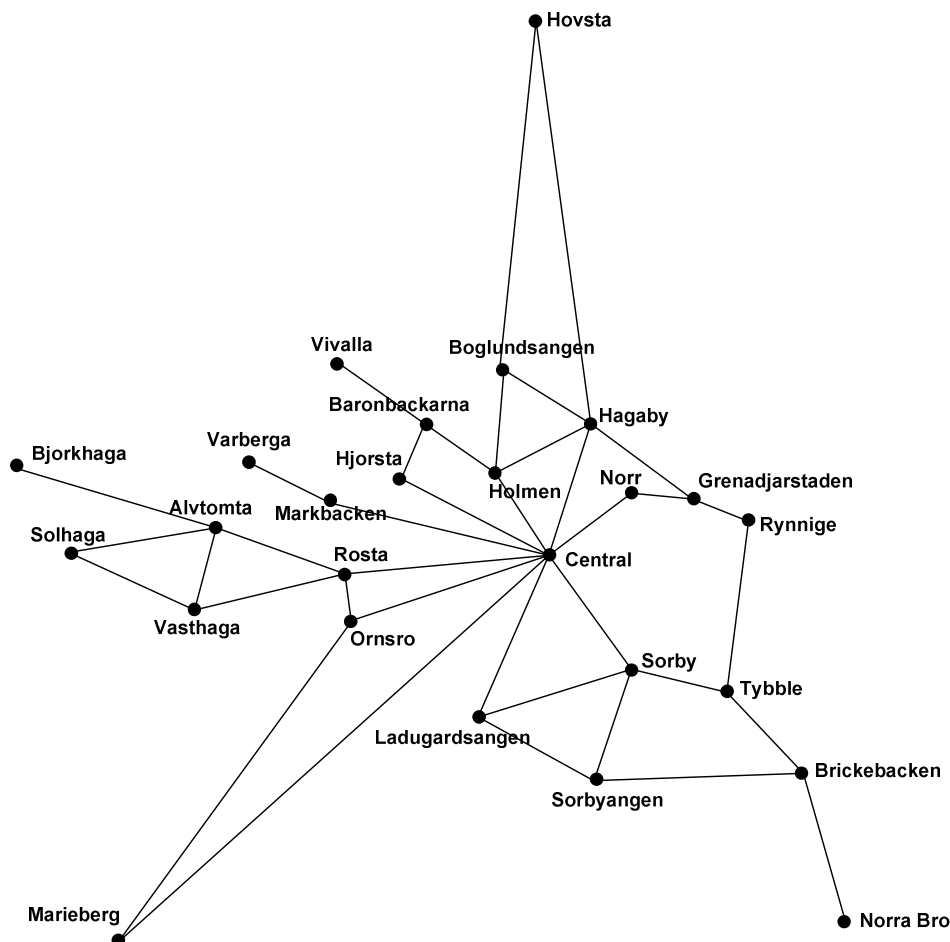 Hovsta
Vivalla
Boglundsangen
Baronbackarna
Hagaby
Varberga
Bjorkhaga
Hjorsta
Norr
Grenadjarstaden
Holmen
Alvtomta
Markbacken
Rynnige
Solhaga
Rosta
Central
Vasthaga
Ornsro
Sorby
Tybble
Ladugardsangen
Brickebacken
Sorbyangen
Marieberg
Norra Bro